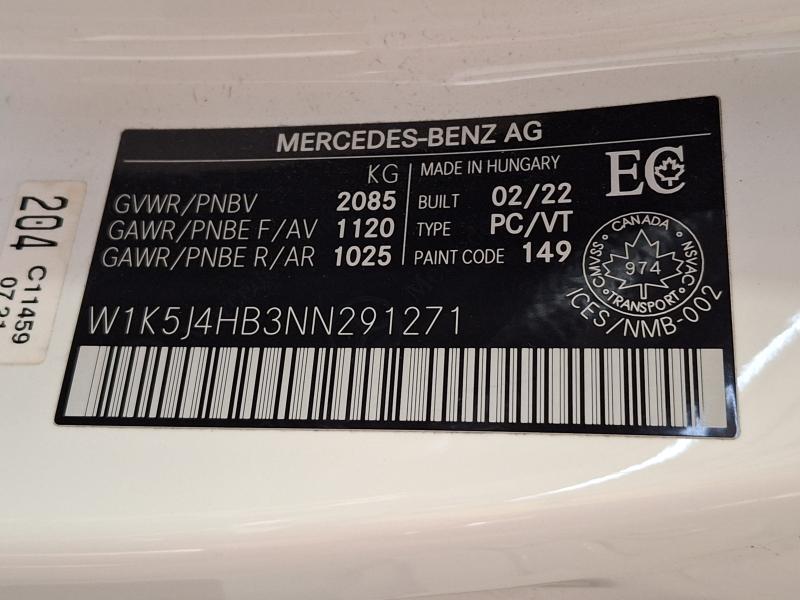 MERCEDES-BENZ AG
KG
GVWR/PNBV 2085
GAWR/PNBE F/AV 1120
GAWR/PNBE R/AR 1025
MADE IN HUNGARY
BUILT 02/22
TYPE PC/VT
PAINT CODE 149
EC
CANADA
CMVSS NSVAC
974
TRANSPORT
ICES/NMB-002
W1K5J4HB3NN291271
204
C11459